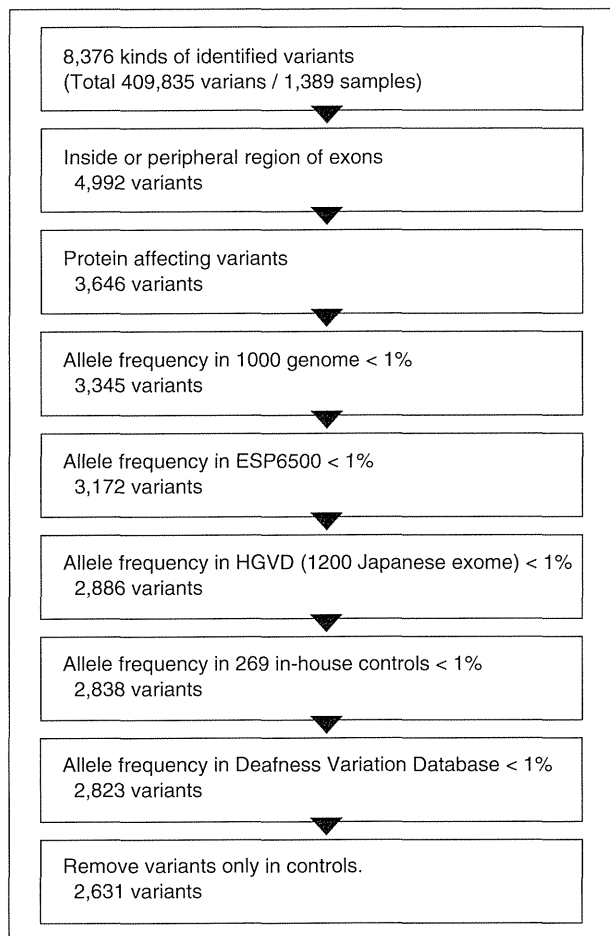 8,376 kinds of identified variants
(Total 409,835 varians / 1,389 samples)
Inside or peripheral region of exons
4,992 variants
Protein affecting variants
3,646 variants
Allele frequency in 1000 genome < 1%
3,345 variants
Allele frequency in ESP6500 < 1%
3,172 variants
Allele frequency in HGVD (1200 Japanese exome) < 1%
2,886 variants
Allele frequency in 269 in-house controls < 1%
2,838 variants
Allele frequency in Deafness Variation Database < 1%
2,823 variants
Remove variants only in controls.
2,631 variants